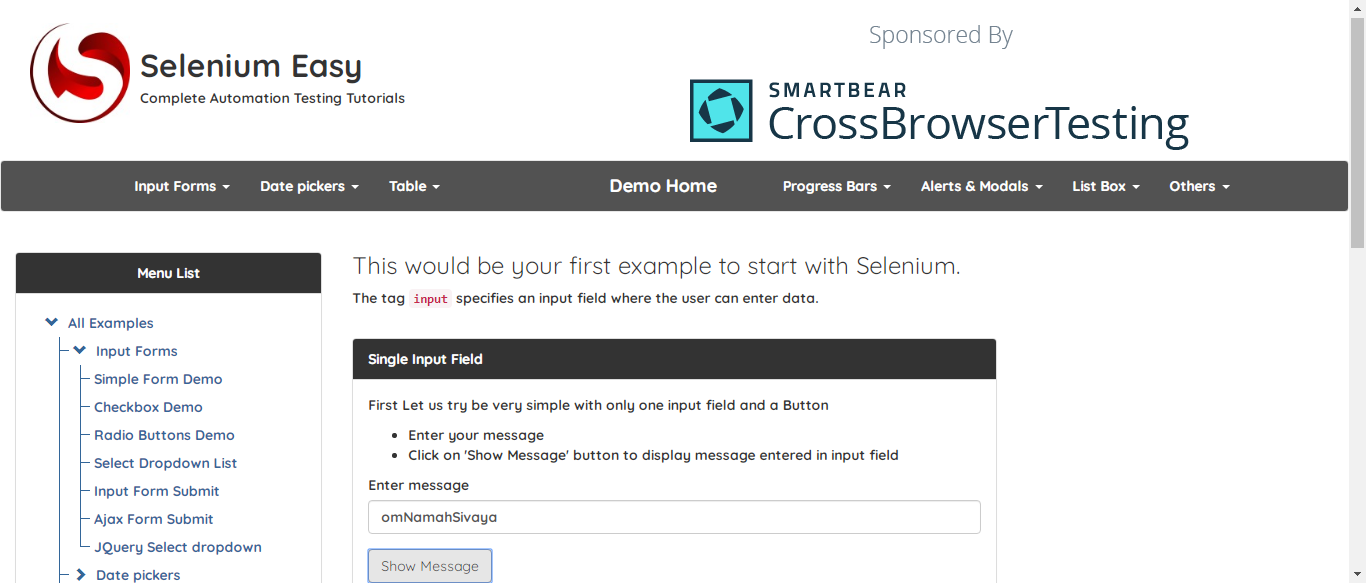 Sponsored By
Selenium Easy
Complete Automation Testing Tutorials
SMARTBEAR
CrossBrowserTesting
Input Forms Date pickers Table Demo Home Progress Bars Alerts & Modals List Box Others
Menu List
All Examples
Input Forms
Simple Form Demo
Checkbox Demo
Radio Buttons Demo
Select Dropdown List
Input Form Submit
Ajax Form Submit
JQuery Select dropdown
Date pickers
This would be your first example to start with Selenium.
The tag input specifies an input field where the user can enter data.
Single Input Field
First Let us try be very simple with only one input field and a Button
Enter your message
Click on 'Show Message' button to display message entered in input field
Enter message
omNamahSivaya
Show Message